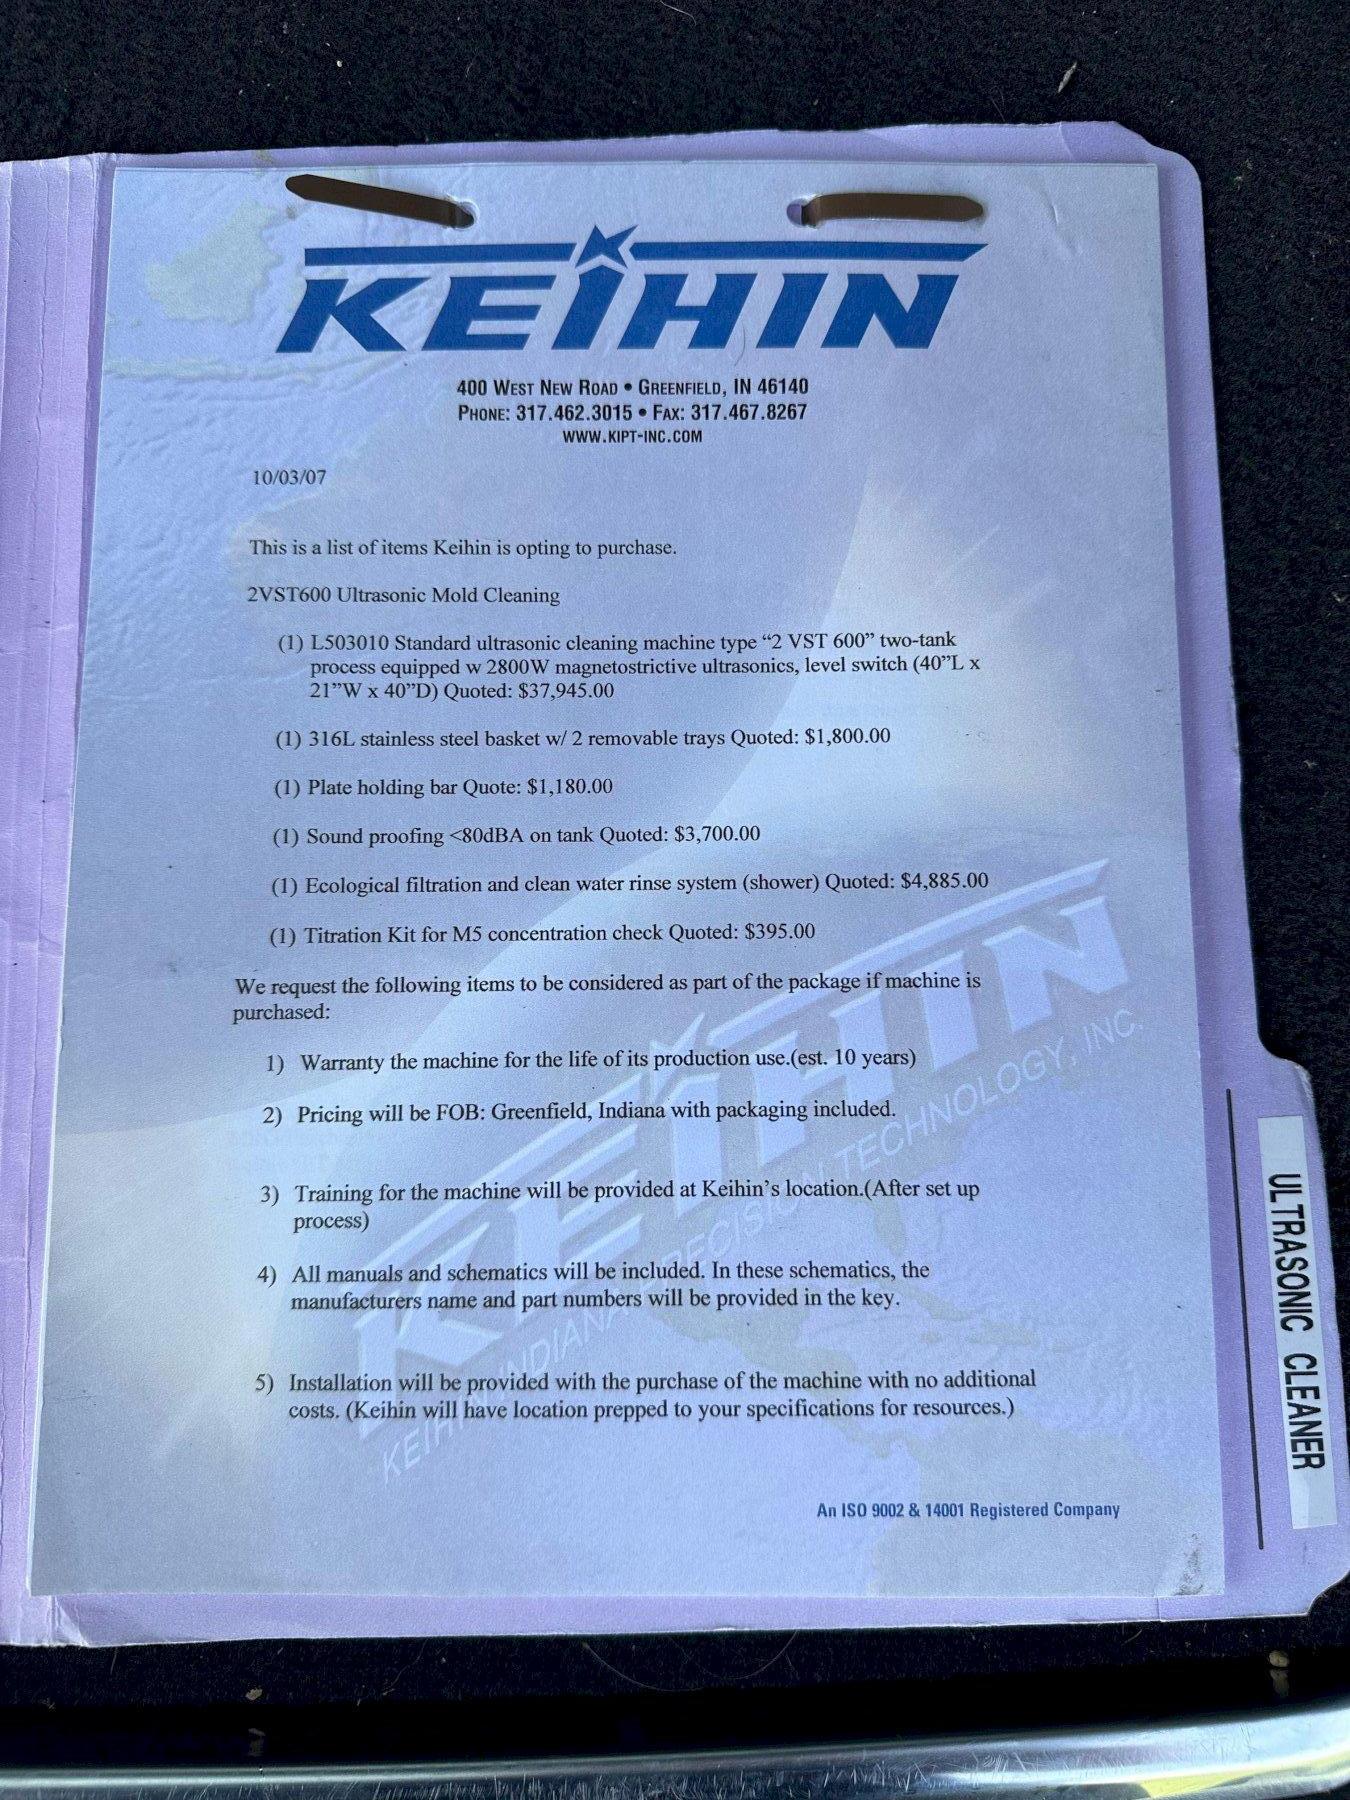 KEIHIN
400 WEST NEW ROAD • GREENFIELD, IN 46140
PHONE: 317.462.3015 • FAX: 317.467.8267
WWW.KIPT-INC.COM
10/03/07
This is a list of items Keihin is opting to purchase.
2VST600 Ultrasonic Mold Cleaning
(1) L503010 Standard ultrasonic cleaning machine type “2 VST 600” two-tank
process equipped w 2800W magnetostrictive ultrasonics, level switch (40”L x
21”W x 40”D) Quoted: $37,945.00
(1) 316L stainless steel basket w/ 2 removable trays Quoted: $1,800.00
(1) Plate holding bar Quote: $1,180.00
(1) Sound proofing <80dBA on tank Quoted: $3,700.00
(1) Ecological filtration and clean water rinse system (shower) Quoted: $4,885.00
(1) Titration Kit for M5 concentration check Quoted: $395.00
We request the following items to be considered as part of the package if machine is
purchased:
1) Warranty the machine for the life of its production use.(est. 10 years)
2) Pricing will be FOB: Greenfield, Indiana with packaging included.
3) Training for the machine will be provided at Keihin’s location.(After set up
process)
4) All manuals and schematics will be included. In these schematics, the
manufacturers name and part numbers will be provided in the key.
5) Installation will be provided with the purchase of the machine with no additional
costs. (Keihin will have location prepped to your specifications for resources.)
KEIHIN
KEIHIN INDIANA PRECISION TECHNOLOGY, INC.
An ISO 9002 & 14001 Registered Company
ULTRASONIC CLEANER